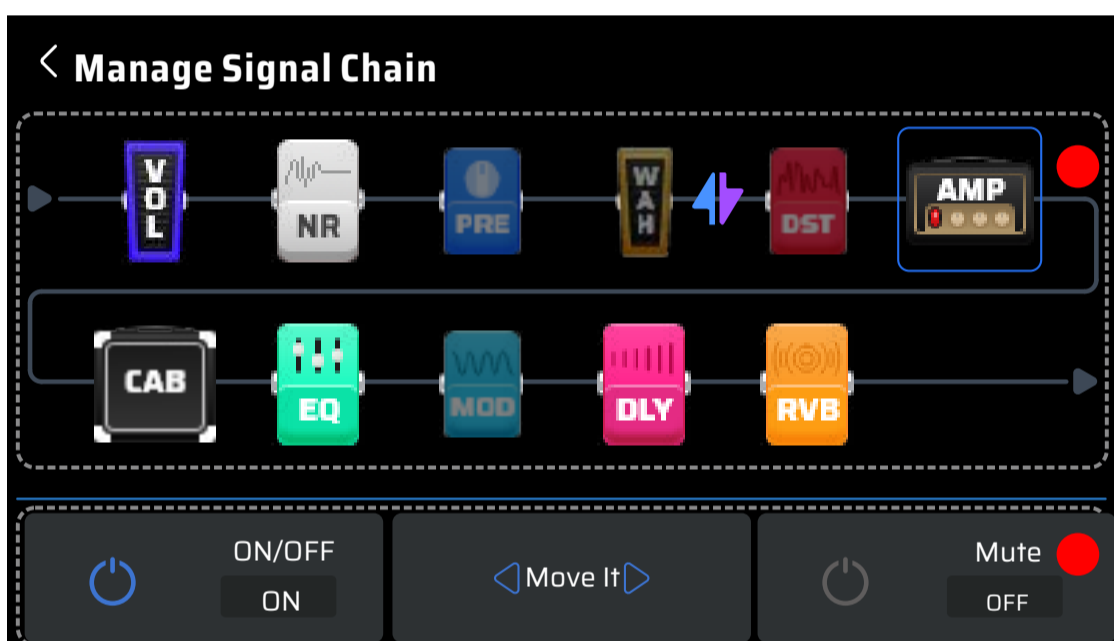 Manage Signal Chain
VOL
NR
PRE
WAH
DST
AMP
CAB
EQ
MOD
DLY
RVB
ON/OFF
ON
Move It
Mute
OFF